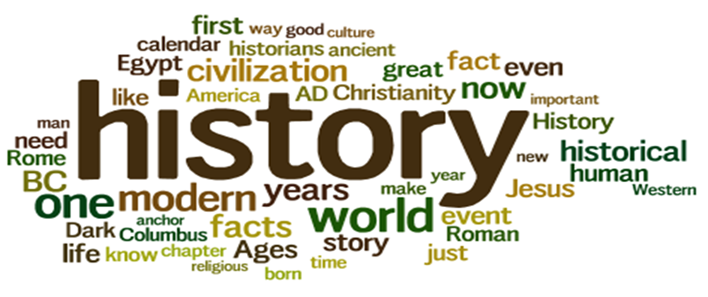 first way good culture
calendar historians ancient
Egypt civilization great fact even
like America AD Christianity now important
history
man need History
Rome new historical
BC year human
one modern years make Jesus Western
anchor world event
Dark Columbus facts Roman
life know chapter Ages story just
religious born time